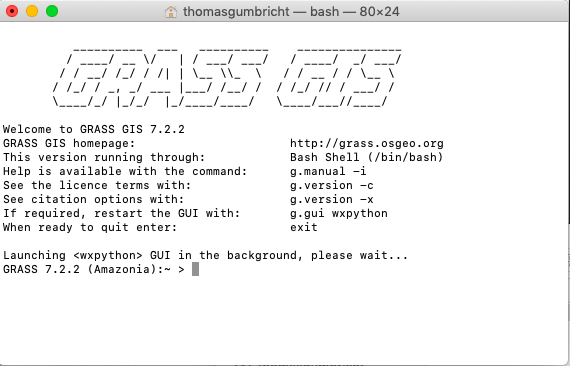 thomasgumbricht — bash — 80×24
GRASS GIS
Welcome to GRASS GIS 7.2.2
GRASS GIS homepage: http://grass.osgeo.org
This version running through: Bash Shell (/bin/bash)
Help is available with the command: g.manual -i
See the licence terms with: g.version -c
See citation options with: g.version -x
If required, restart the GUI with: g.gui wxpython
When ready to quit enter: exit
Launching <wxpython> GUI in the background, please wait...
GRASS 7.2.2 (Amazonia):~ >